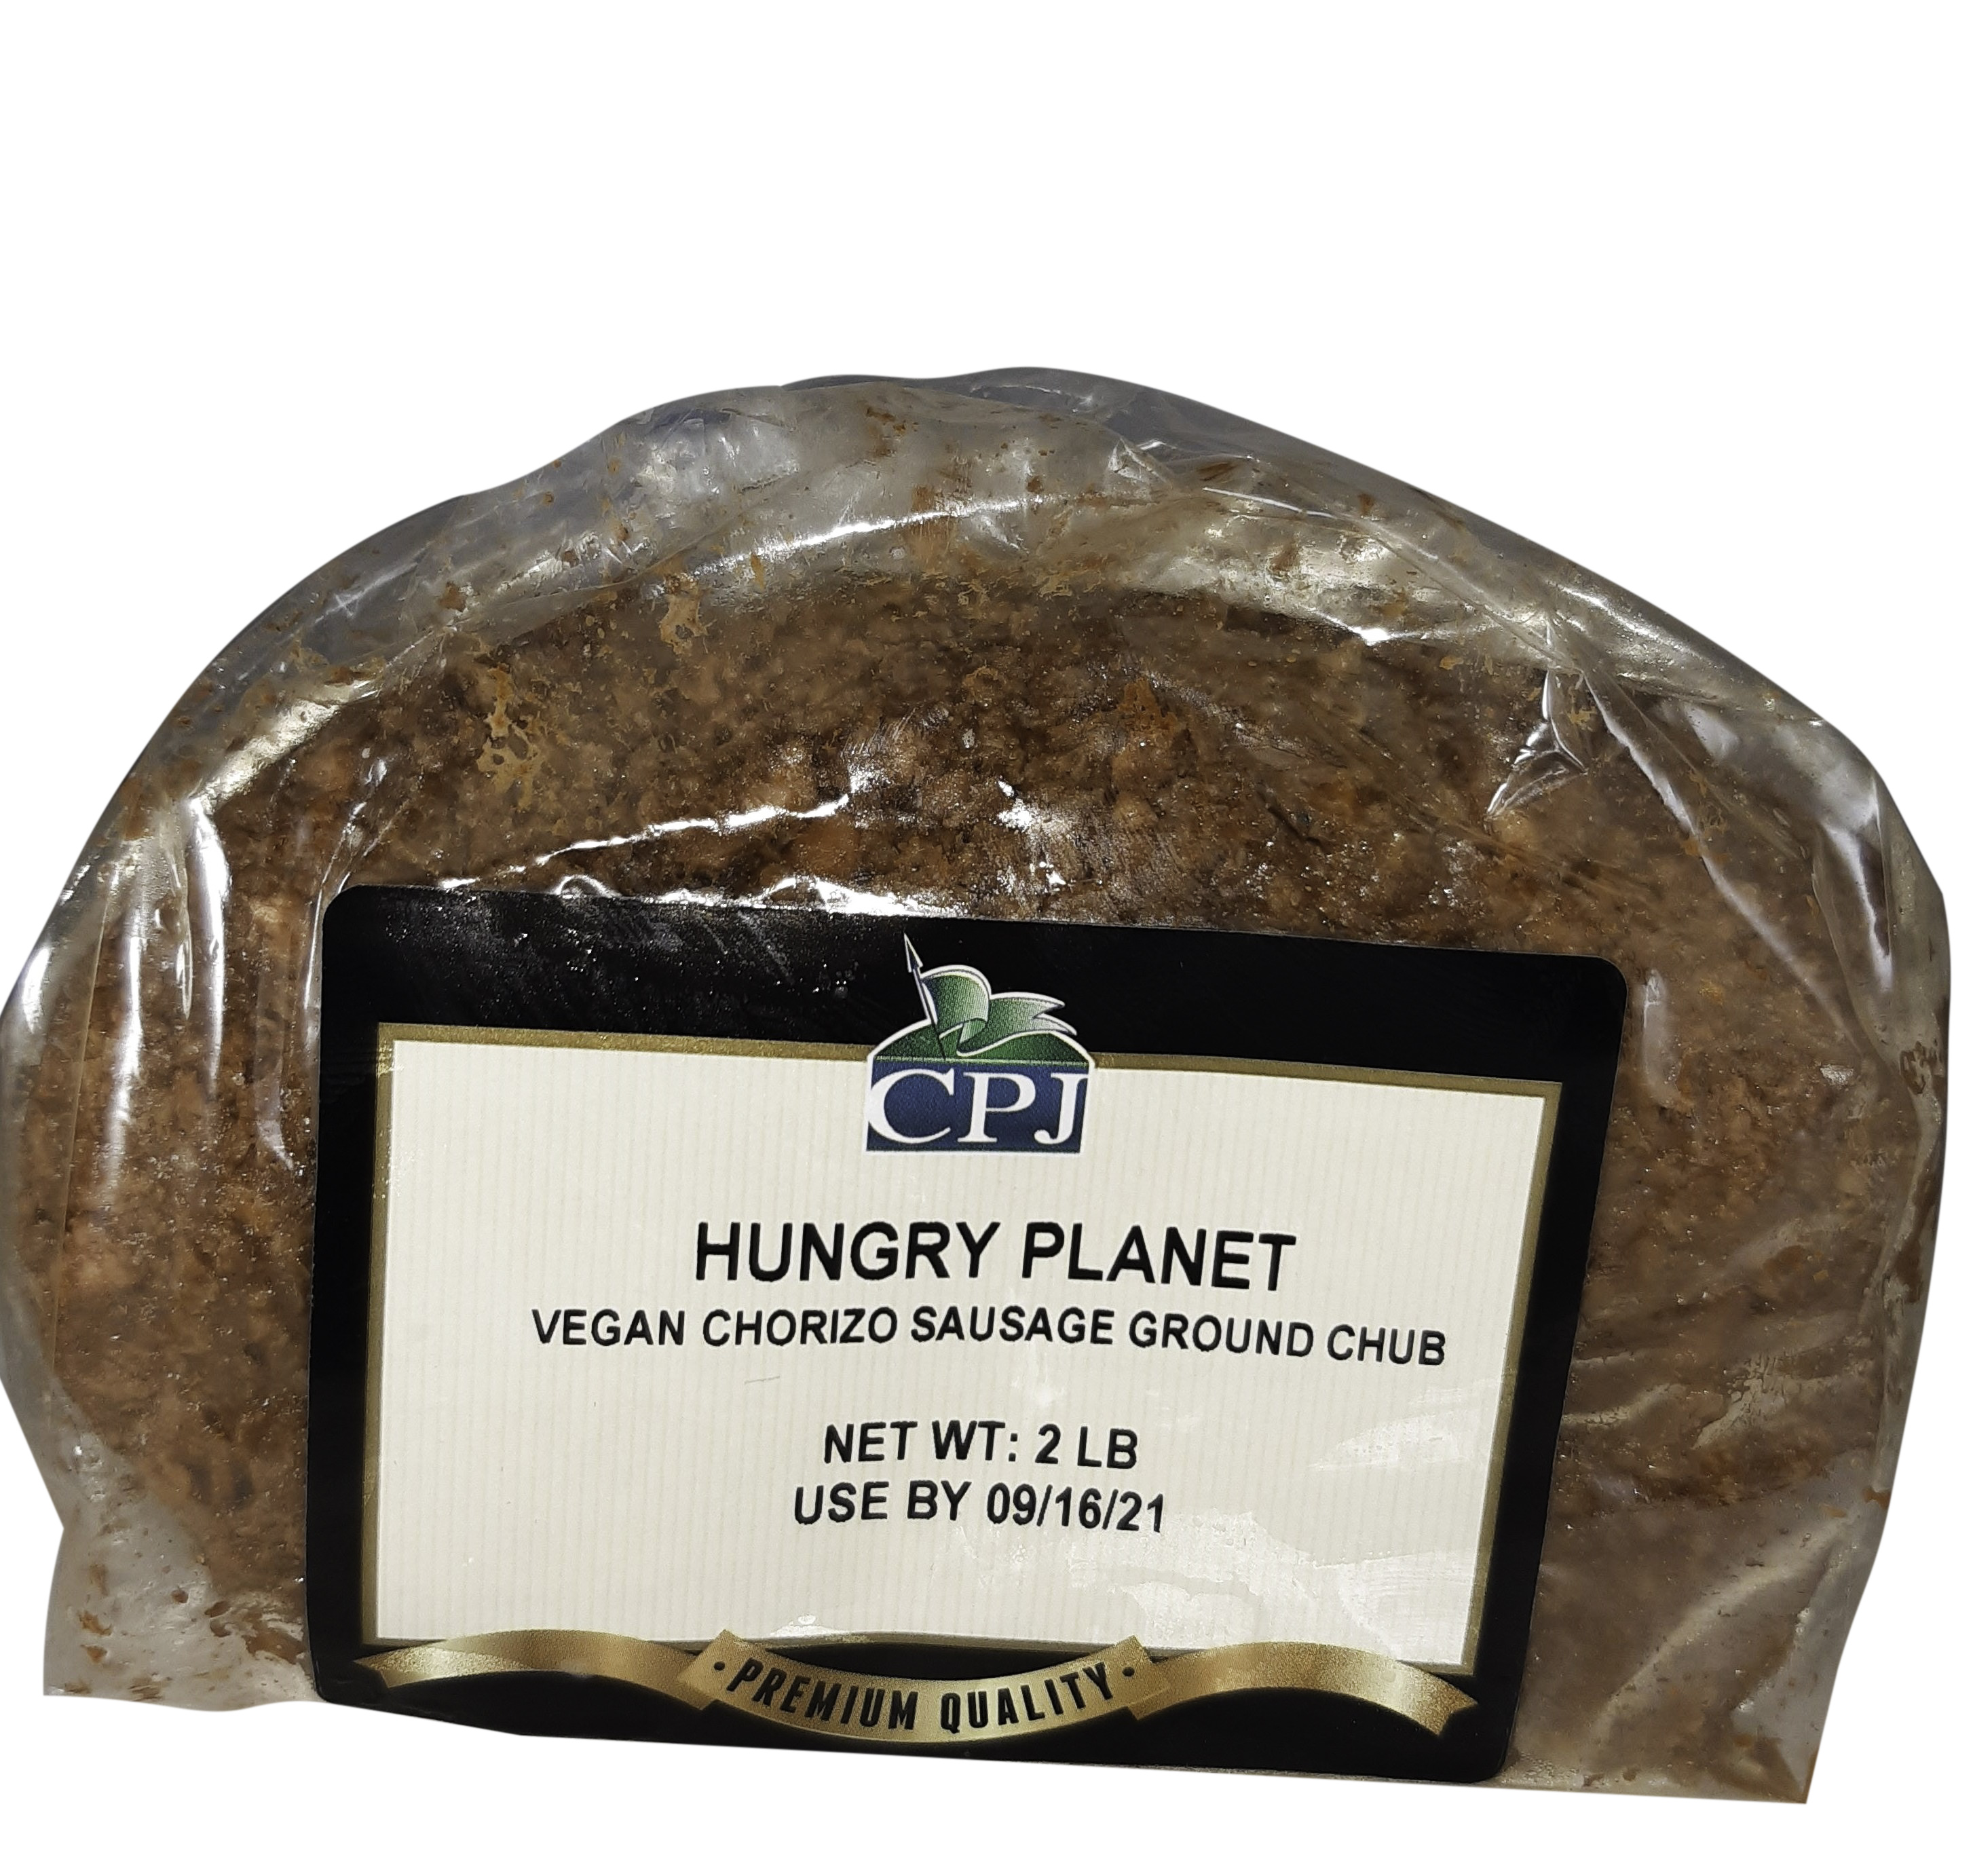 CPJ
HUNGRY PLANET
VEGAN CHORIZO SAUSAGE GROUND CHUB
NET WT: 2 LB
USE BY 09/16/21
• PREMIUM QUALITY •